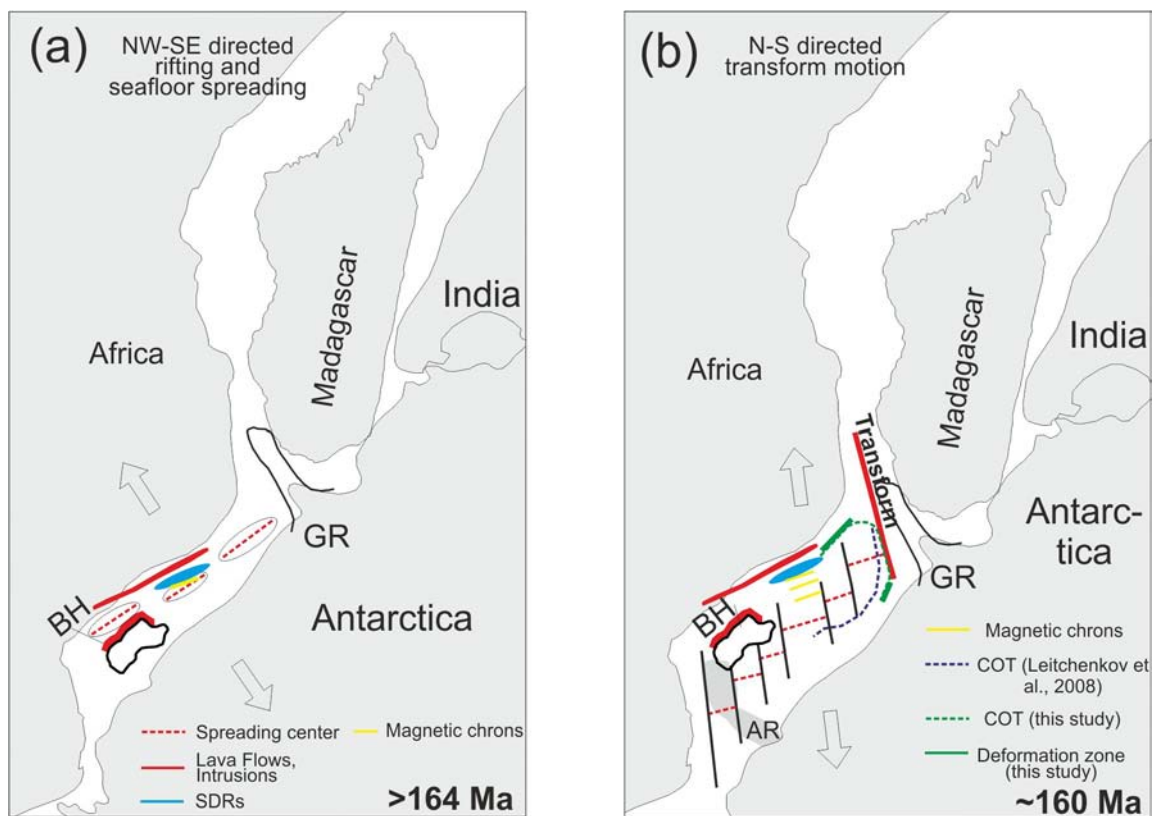 (a)
NW-SE directed
rifting and
seafloor spreading
Africa
Madagascar
India
GR
BH
Antarctica
Spreading center
Magnetic chrons
Lava Flows,
Intrusions
SDRs
>164 Ma
(b)
N-S directed
transform motion
Africa
Madagascar
India
Transform
Antarc-
tica
GR
BH
AR
Magnetic chrons
COT (Leitchenkov et
al., 2008)
COT (this study)
Deformation zone
(this study)
~160 Ma